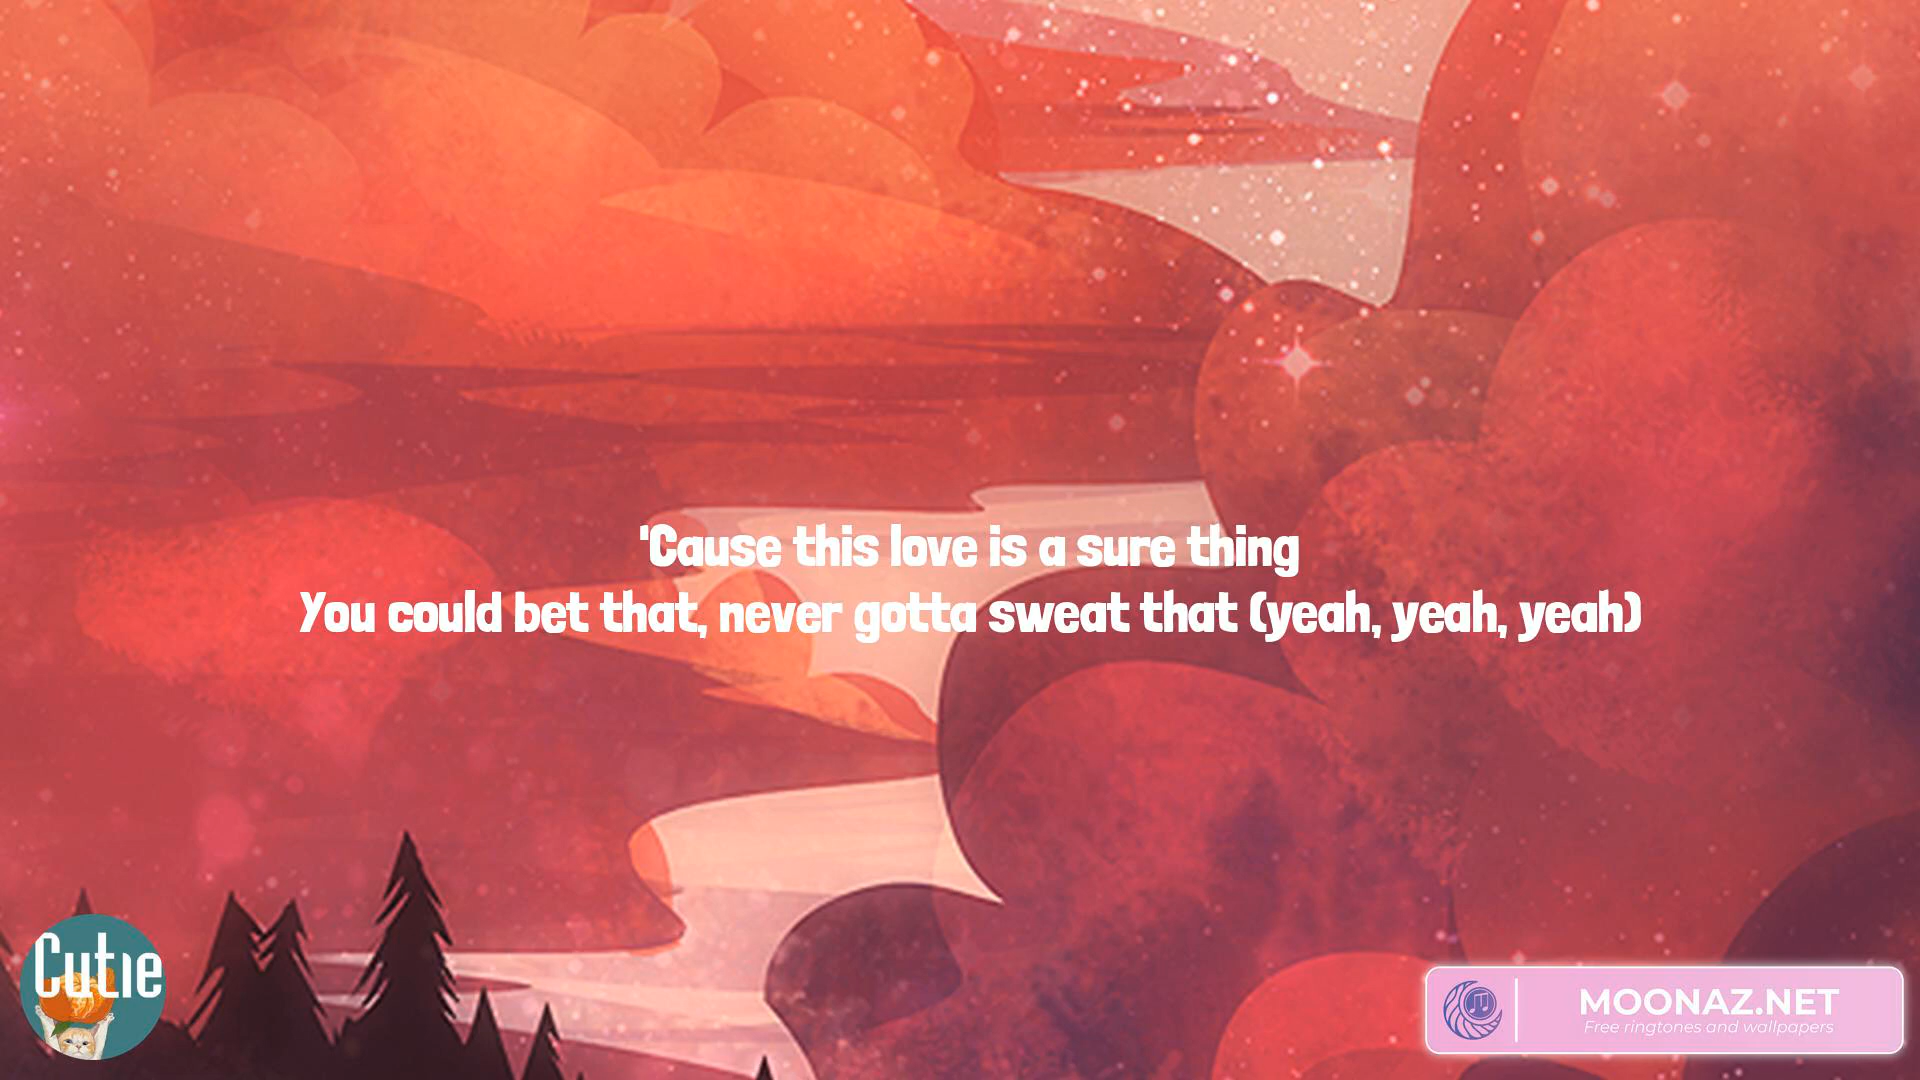 'Cause this love is a sure thing
You could bet that, never gotta sweat that (yeah, yeah, yeah)
Cutie
MOONAZ.NET
Free ringtones and wallpapers